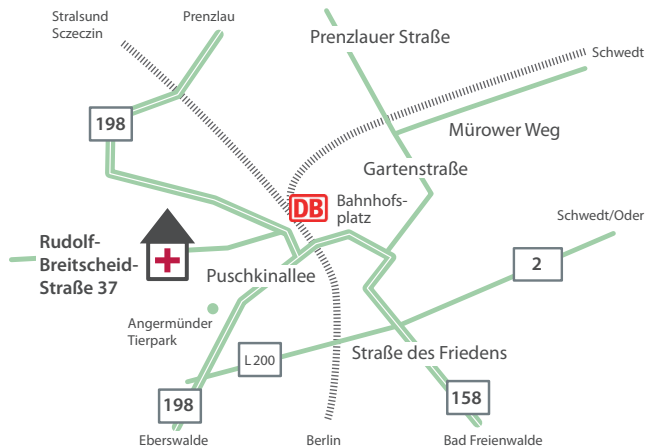 Stralsund
Sczeczin
Prenzlau
Prenzlauer Straße
Schwedt
198
Mürower Weg
Gartenstraße
DB
Bahnhofs-
platz
Schwedt/Oder
Rudolf-
Breitscheid-
Straße 37
2
Puschkinallee
Angermünder
Tierpark
L 200
Straße des Friedens
198
158
Eberswalde
Berlin
Bad Freienwalde